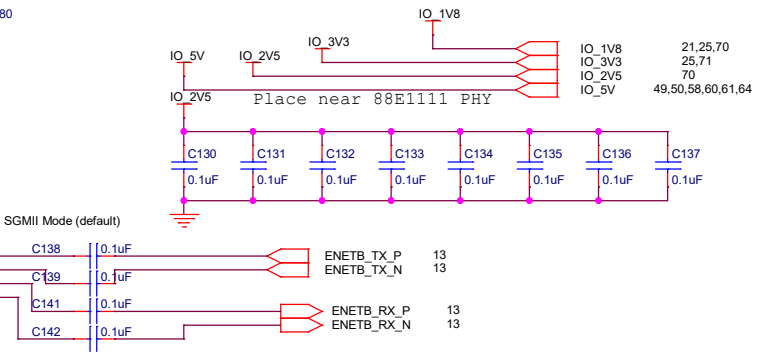 80
IO_1V8
IO_3V3
IO_5V IO_2V5
IO_1V8 21,25,70
IO_3V3 25,71
IO_2V5 70
IO_5V 49,50,58,60,61,64
IO_2V5
Place near 88E1111 PHY
C130 C131 C132 C133 C134 C135 C136 C137
0.1uF 0.1uF 0.1uF 0.1uF 0.1uF 0.1uF 0.1uF 0.1uF
SGMII Mode (default)
C138 0.1uF ENETB_TX_P 13
ENETB_TX_N 13
C139 0.1uF
C141 0.1uF ENETB_RX_P 13
ENETB_RX_N 13
C142 0.1uF